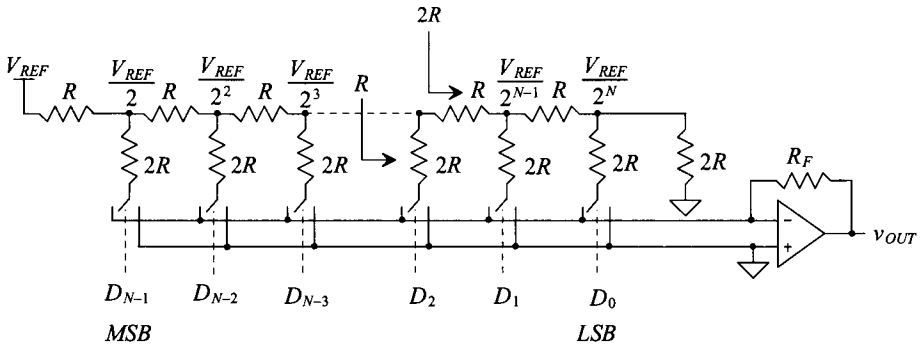 2R
V_REF
R
V_REF/2
R
V_REF/2^2
R
V_REF/2^3
R
R
V_REF/2^{N-1}
R
V_REF/2^N
2R
2R
2R
2R
2R
2R
2R
R_F
−
+
v_OUT
D_{N-1}
D_{N-2}
D_{N-3}
D_2
D_1
D_0
MSB
LSB